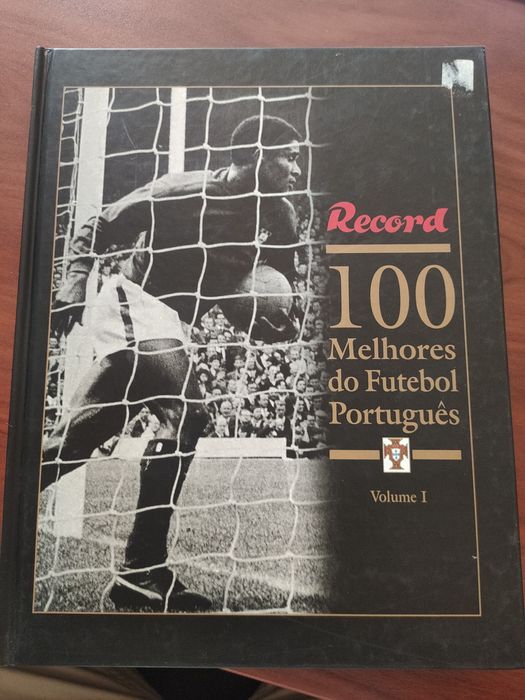 Record
100
Melhores
do Futebol
Português
Volume I